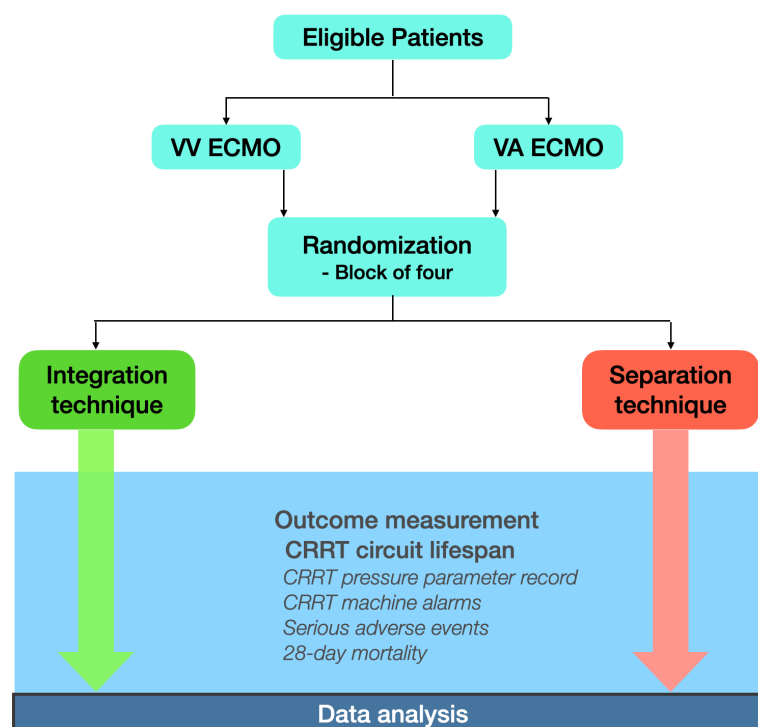 Eligible Patients
VV ECMO
VA ECMO
Randomization
- Block of four
Integration
technique
Separation
technique
Outcome measurement
CRRT circuit lifespan
CRRT pressure parameter record
CRRT machine alarms
Serious adverse events
28-day mortality
Data analysis